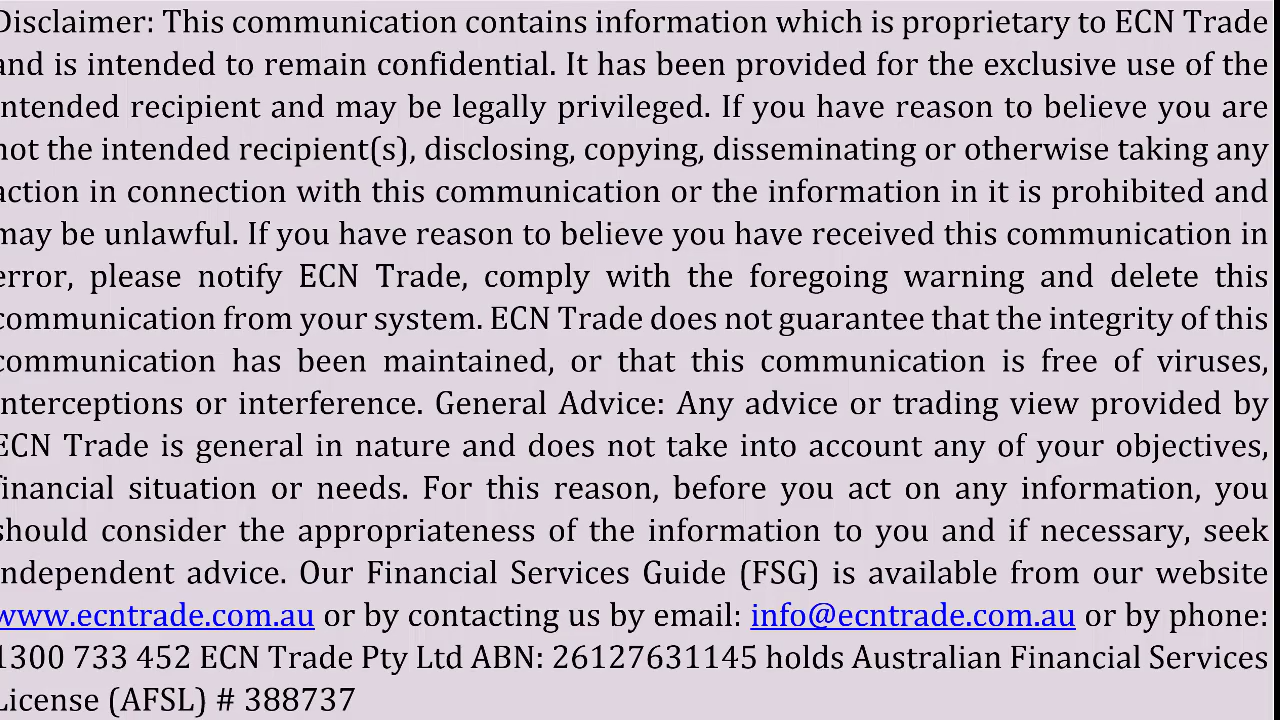 Disclaimer: This communication contains information which is proprietary to ECN Trade
and is intended to remain confidential. It has been provided for the exclusive use of the
intended recipient and may be legally privileged. If you have reason to believe you are
not the intended recipient(s), disclosing, copying, disseminating or otherwise taking any
action in connection with this communication or the information in it is prohibited and
may be unlawful. If you have reason to believe you have received this communication in
error, please notify ECN Trade, comply with the foregoing warning and delete this
communication from your system. ECN Trade does not guarantee that the integrity of this
communication has been maintained, or that this communication is free of viruses,
interceptions or interference. General Advice: Any advice or trading view provided by
ECN Trade is general in nature and does not take into account any of your objectives,
financial situation or needs. For this reason, before you act on any information, you
should consider the appropriateness of the information to you and if necessary, seek
independent advice. Our Financial Services Guide (FSG) is available from our website
www.ecntrade.com.au or by contacting us by email: info@ecntrade.com.au or by phone:
1300 733 452 ECN Trade Pty Ltd ABN: 26127631145 holds Australian Financial Services
License (AFSL) # 388737